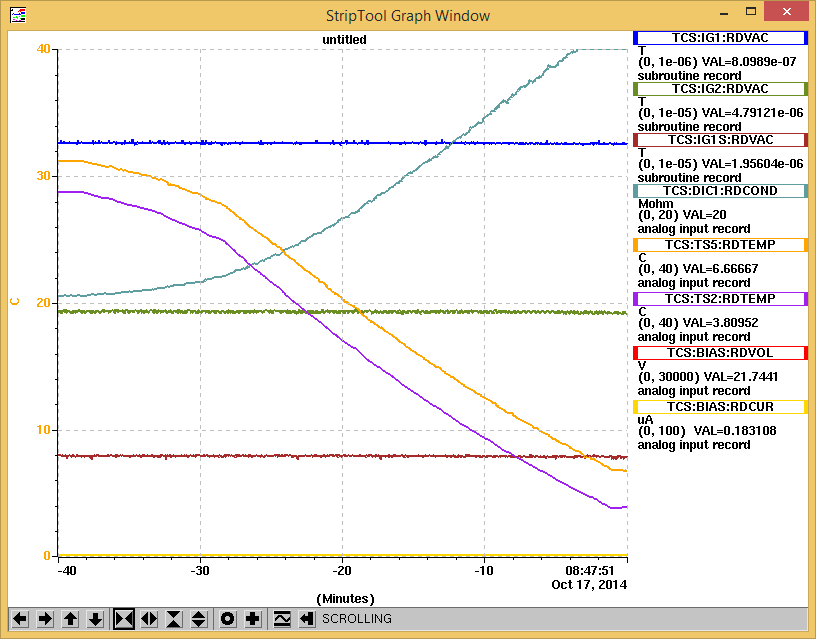 StripTool Graph Window
untitled
40
30
20
10
0
C
-40
-30
-20
-10
08:47:51
Oct 17, 2014
(Minutes)
TCS:IG1:RDVAC
T
(0, 1e-06) VAL=8.0989e-07
subroutine record
TCS:IG2:RDVAC
T
(0, 1e-05) VAL=4.79121e-06
subroutine record
TCS:IG1S:RDVAC
T
(0, 1e-05) VAL=1.95604e-06
subroutine record
TCS:DIC1:RDCOND
Mohm
(0, 20) VAL=20
analog input record
TCS:TS5:RDTEMP
C
(0, 40) VAL=6.66667
analog input record
TCS:TS2:RDTEMP
C
(0, 40) VAL=3.80952
analog input record
TCS:BIAS:RDVOL
V
(0, 30000) VAL=21.7441
analog input record
TCS:BIAS:RDCUR
uA
(0, 100)  VAL=0.183108
analog input record
SCROLLING